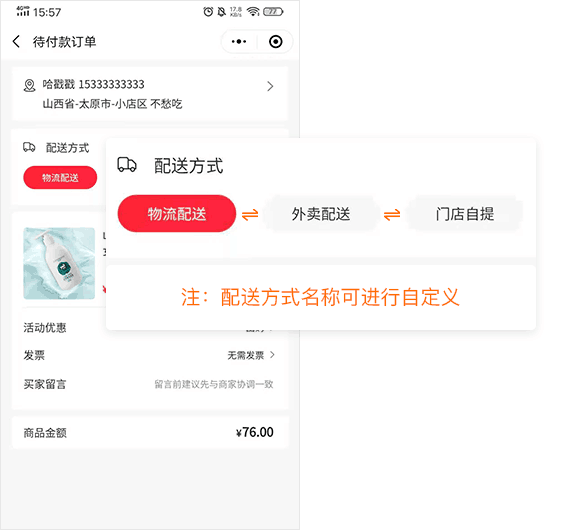 15:57
17.8 KB/s
77
待付款订单
哈戳戳 15333333333
山西省-太原市-小店区 不愁吃
配送方式
物流配送
配送方式
物流配送
外卖配送
门店自提
注：配送方式名称可进行自定义
活动优惠
发票
无需发票
买家留言
留言前建议先与商家协调一致
商品金额
¥76.00